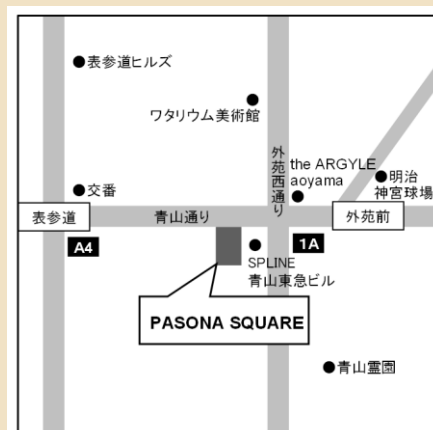 表参道ヒルズ
ワタリウム美術館
外苑西通り
the ARGYLE
aoyama
明治
神宮球場
交番
表参道
青山通り
外苑前
A4
1A
SPLINE
青山東急ビル
PASONA SQUARE
青山霊園